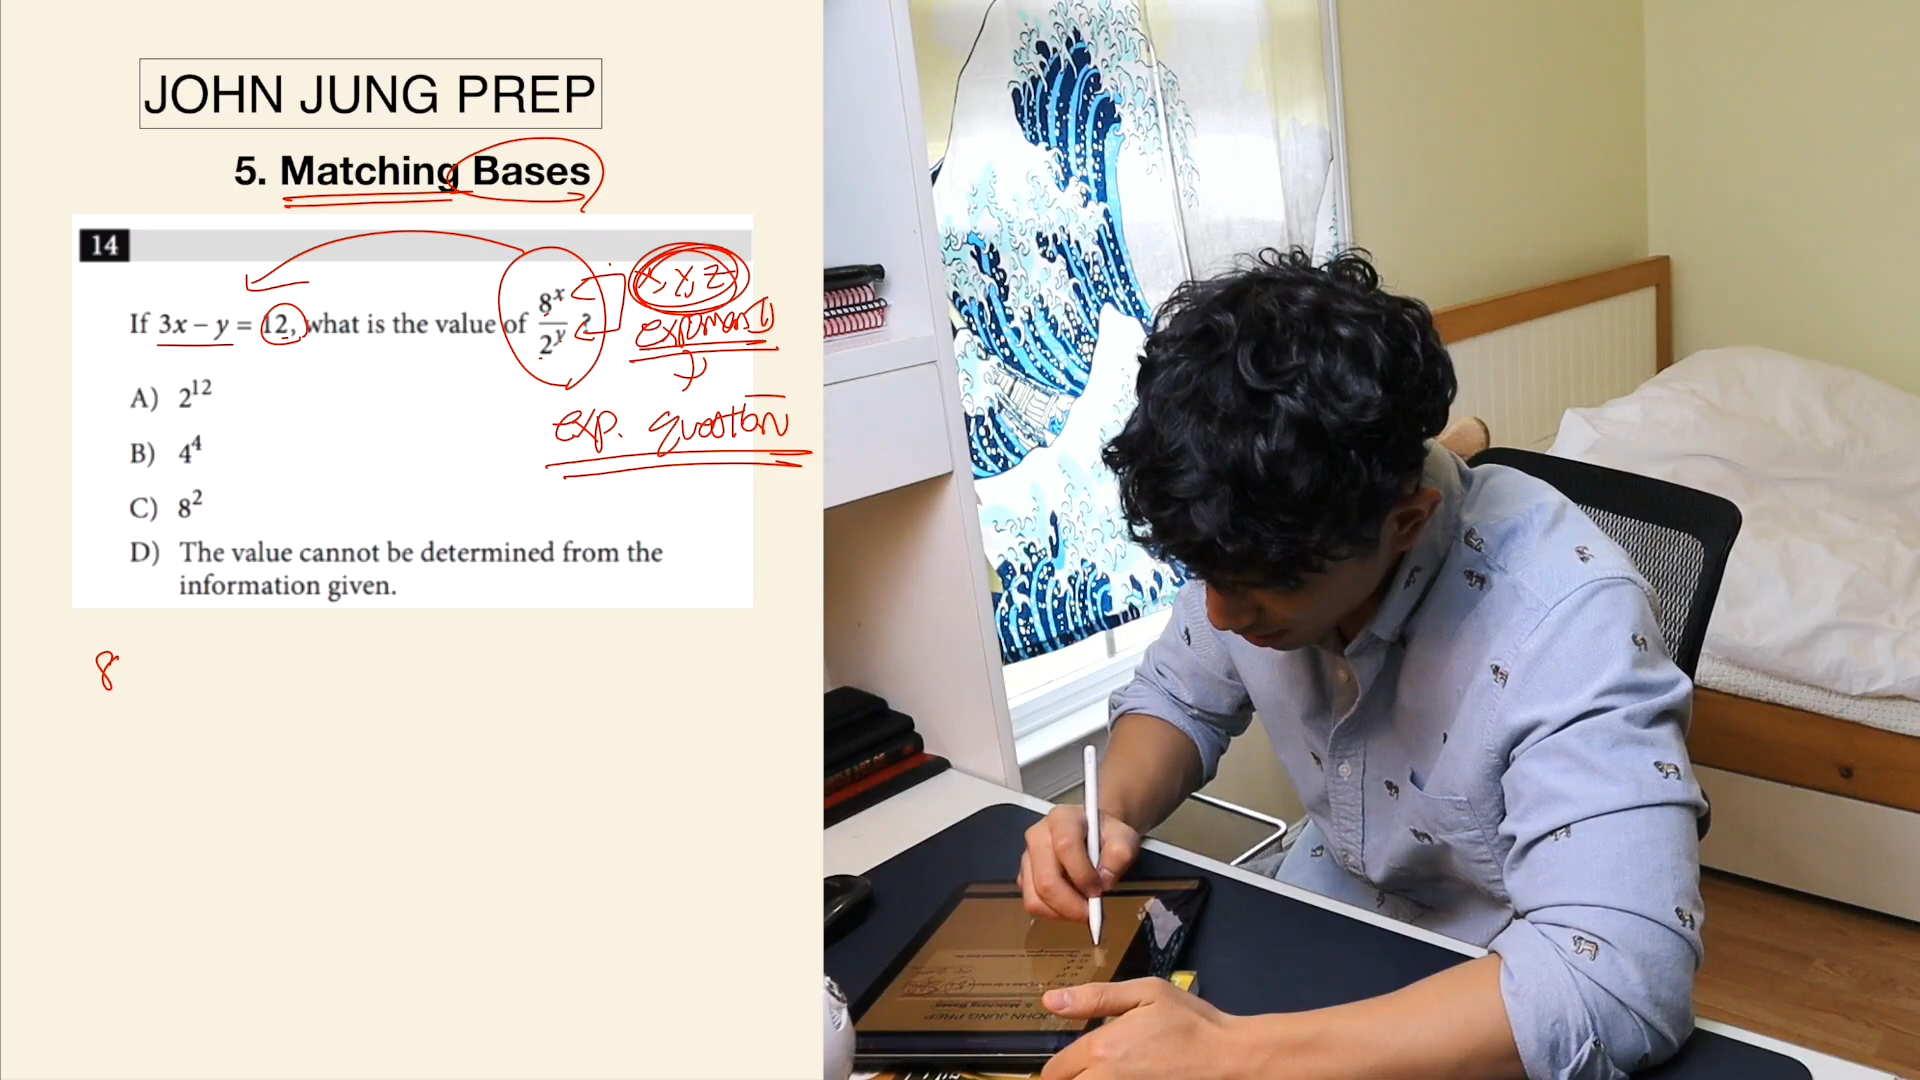 JOHN JUNG PREP
5. Matching Bases
14
If 3x – y = 12, what is the value of 8^x/2^y ?
x, y, z
exponent
exp. question
A) 2^12
B) 4^4
C) 8^2
D) The value cannot be determined from the
information given.
8